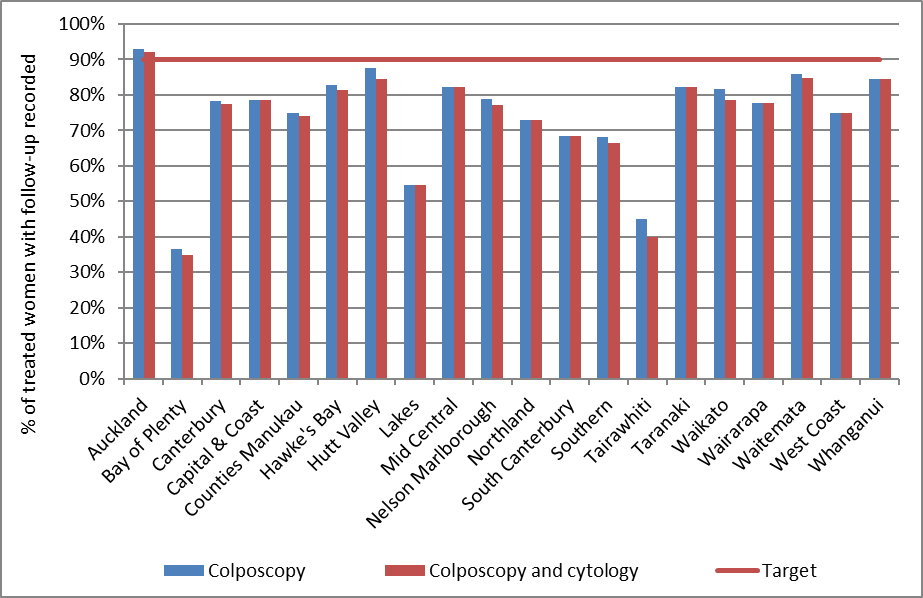 % of treated women with follow-up recorded
100%
90%
80%
70%
60%
50%
40%
30%
20%
10%
0%
Auckland
Bay of Plenty
Canterbury
Capital & Coast
Counties Manukau
Hawke's Bay
Hutt Valley
Lakes
Mid Central
Nelson Marlborough
Northland
South Canterbury
Southern
Tairawhiti
Taranaki
Waikato
Wairarapa
Waitemata
West Coast
Whanganui
Colposcopy
Colposcopy and cytology
Target